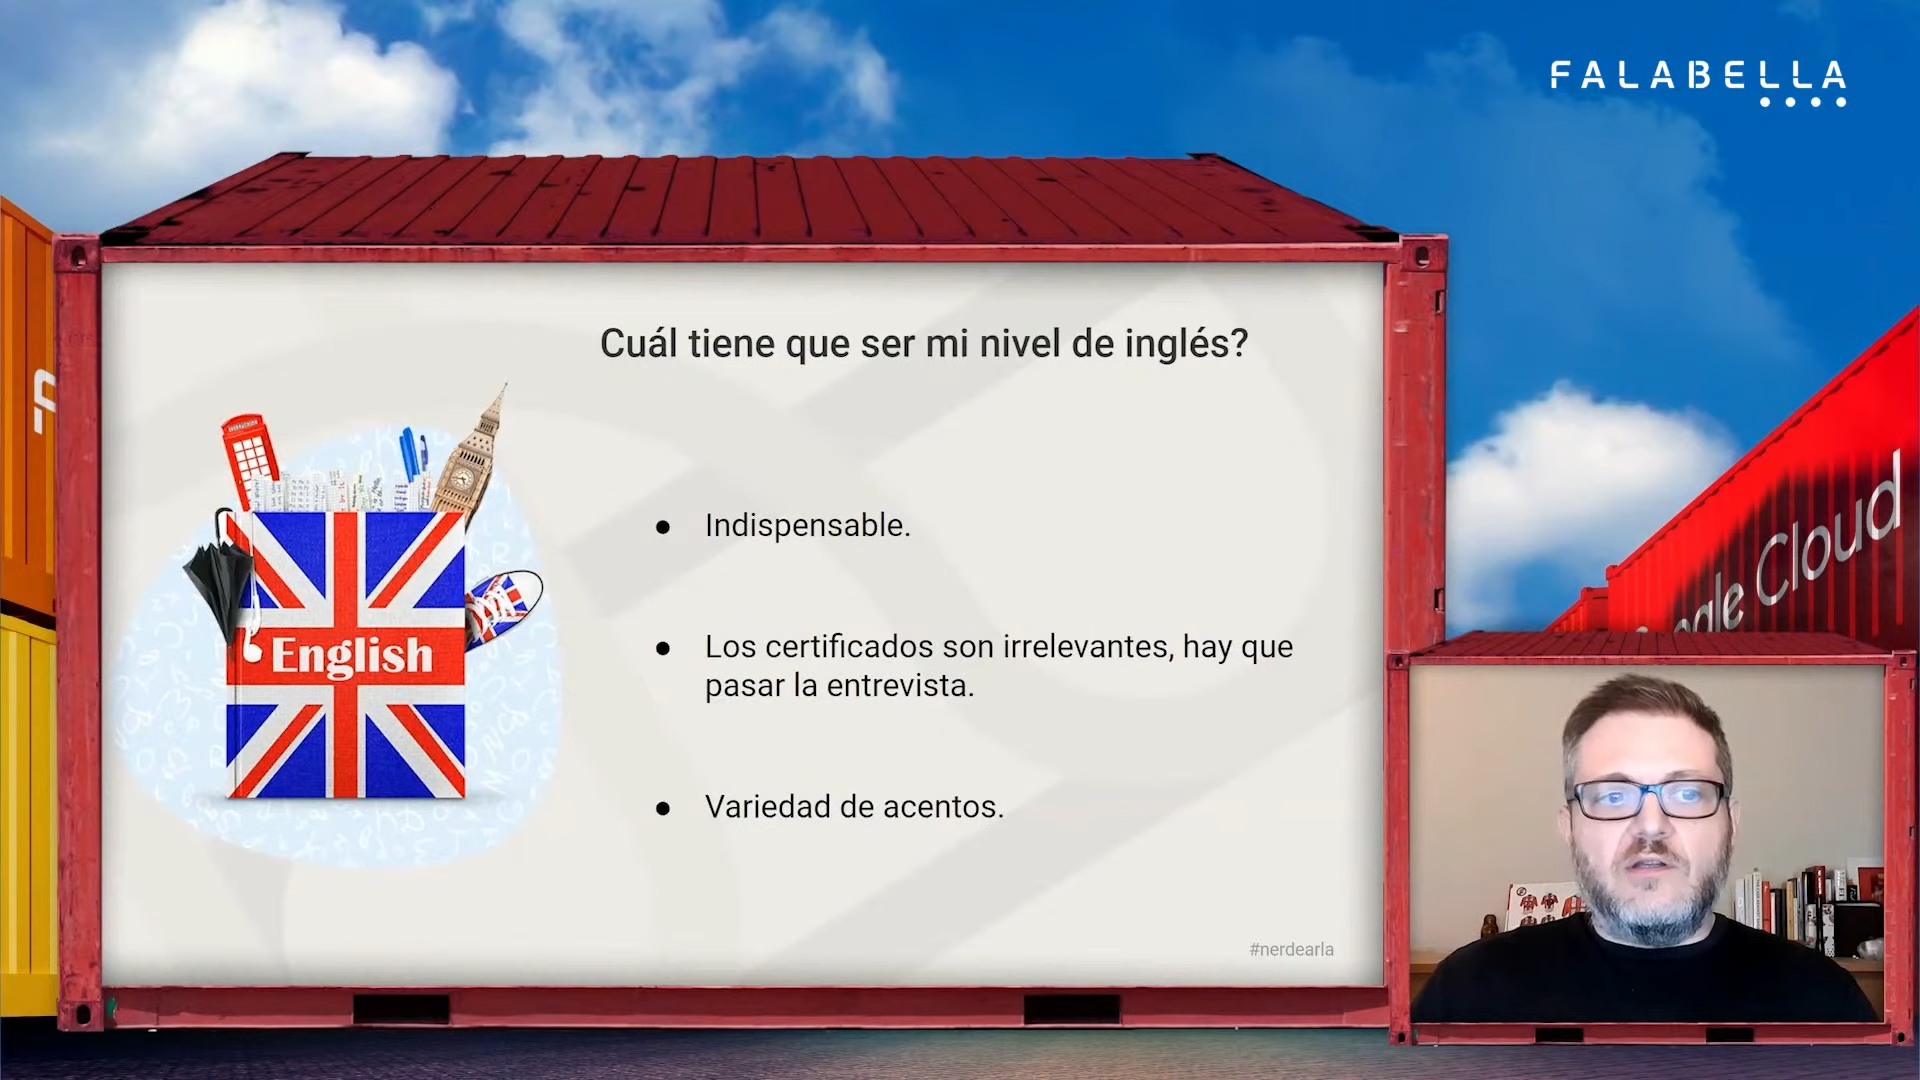 FALABELLA
Cuál tiene que ser mi nivel de inglés?
● Indispensable.
English
● Los certificados son irrelevantes, hay que
pasar la entrevista.
● Variedad de acentos.
#nerdearla
Cloud